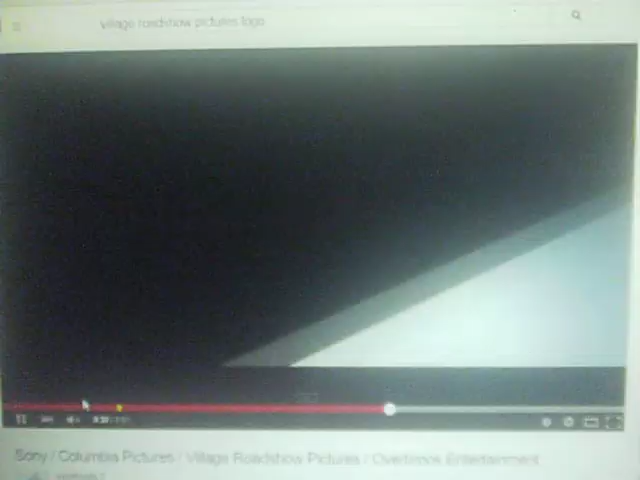 village roadshow pictures logo
Sony / Columbia Pictures / Village Roadshow Pictures / Overbrook Entertainment